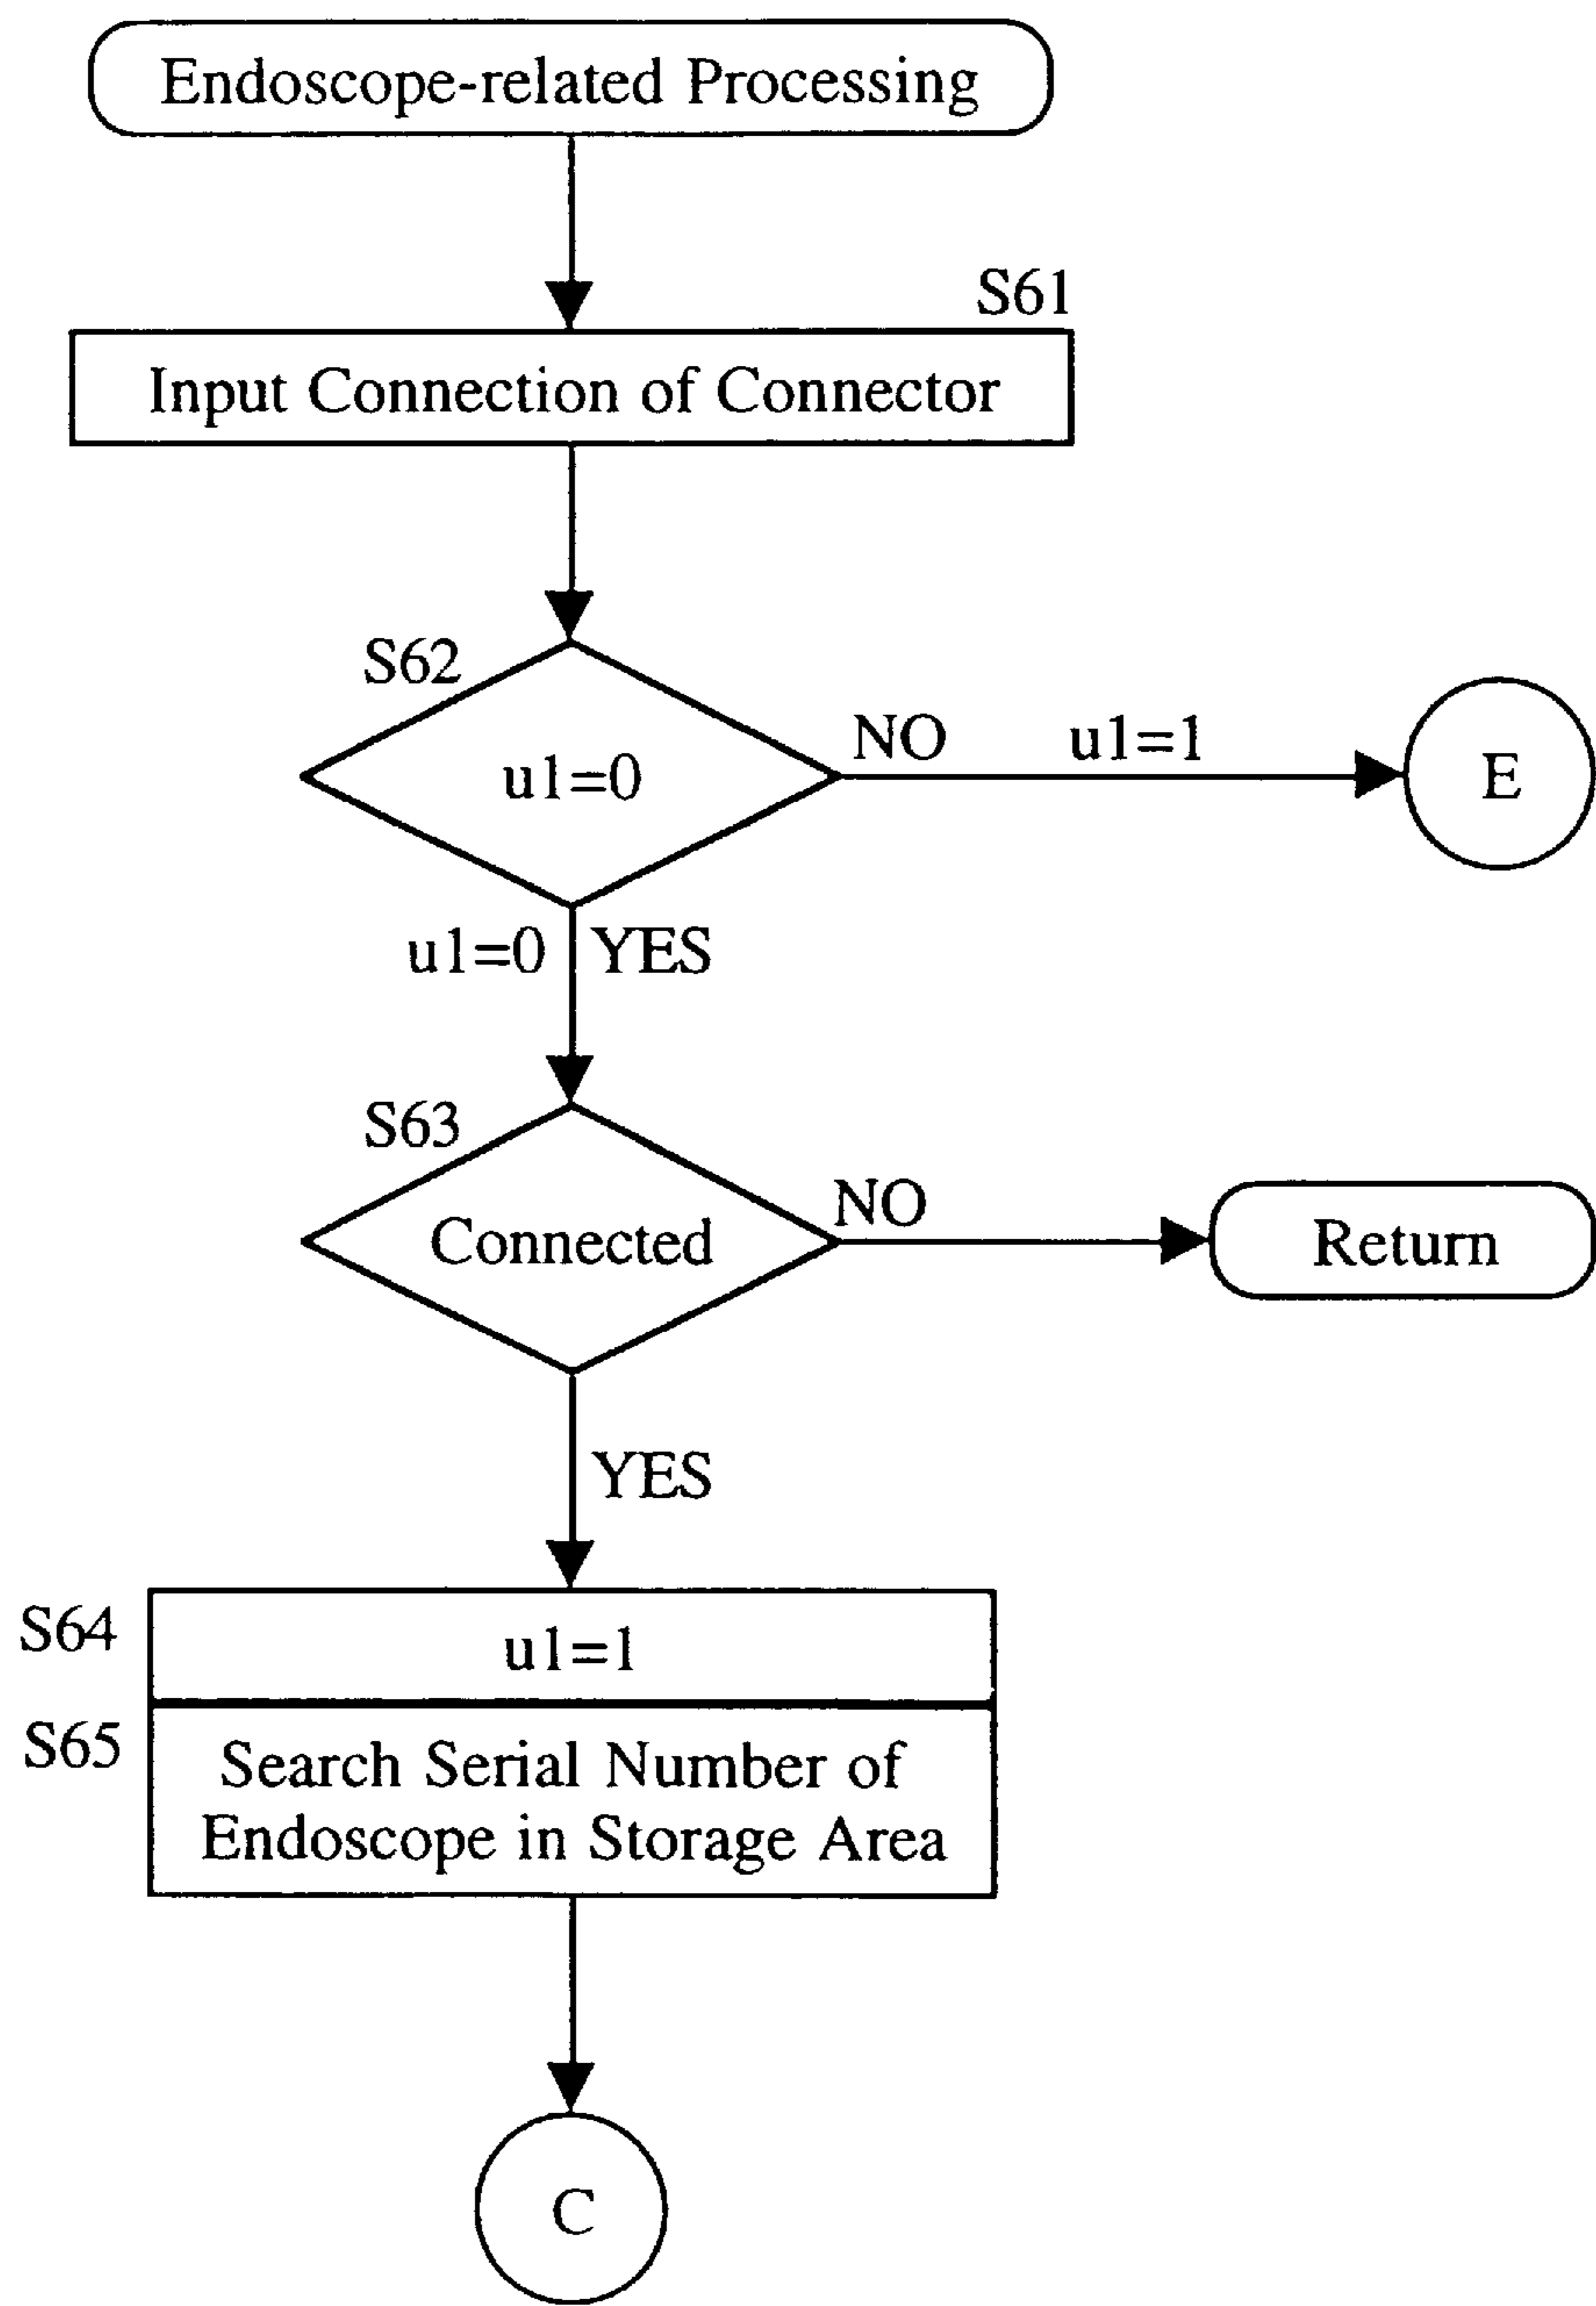 Endoscope-related Processing
S61
Input Connection of Connector
S62
u1=0
NO
u1=1
E
u1=0
YES
S63
Connected
NO
Return
YES
S64
u1=1
S65
Search Serial Number of
Endoscope in Storage Area
C